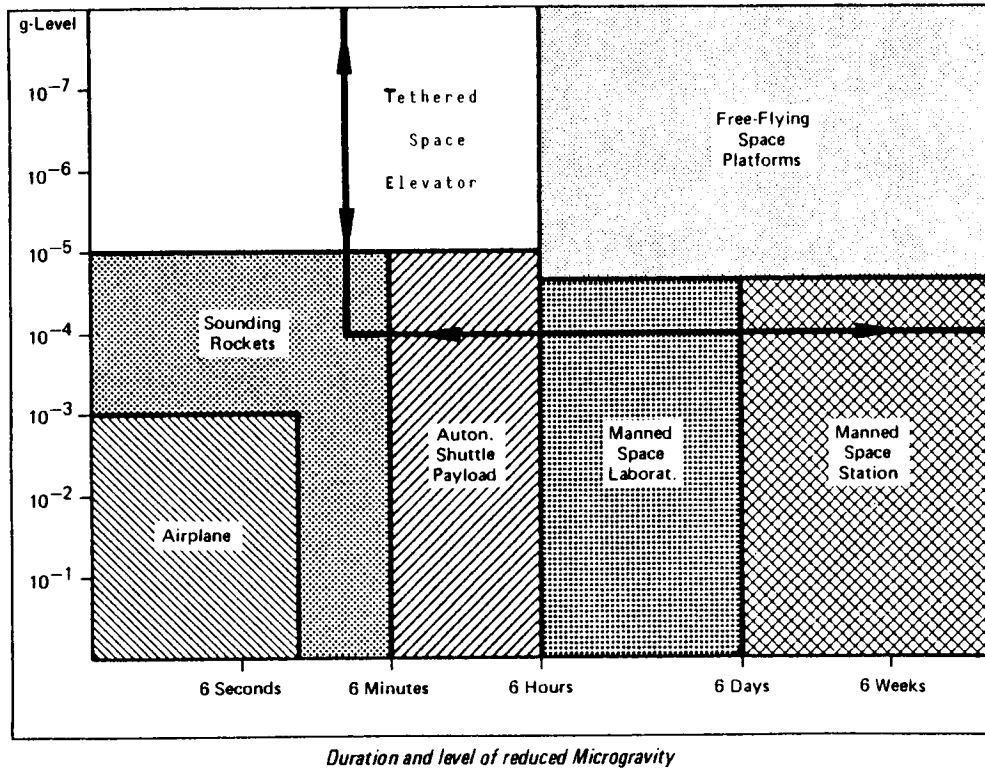 g-Level
10⁻⁷
10⁻⁶
10⁻⁵
10⁻⁴
10⁻³
10⁻²
10⁻¹
Tethered
Space
Elevator
Free-Flying
Space
Platforms
Sounding
Rockets
Airplane
Auton.
Shuttle
Payload
Manned
Space
Laborat.
Manned
Space
Station
6 Seconds
6 Minutes
6 Hours
6 Days
6 Weeks
Duration and level of reduced Microgravity